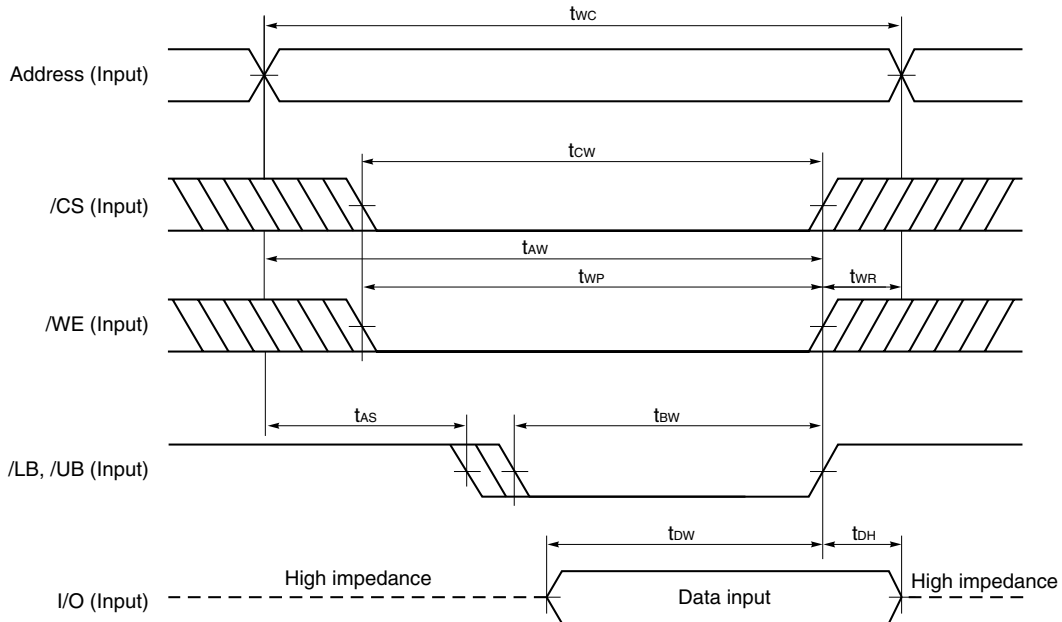 tWC
Address (Input)
tCW
/CS (Input)
tAW
tWP
tWR
/WE (Input)
tAS
tBW
/LB, /UB (Input)
tDW
tDH
High impedance
High impedance
I/O (Input)
Data input